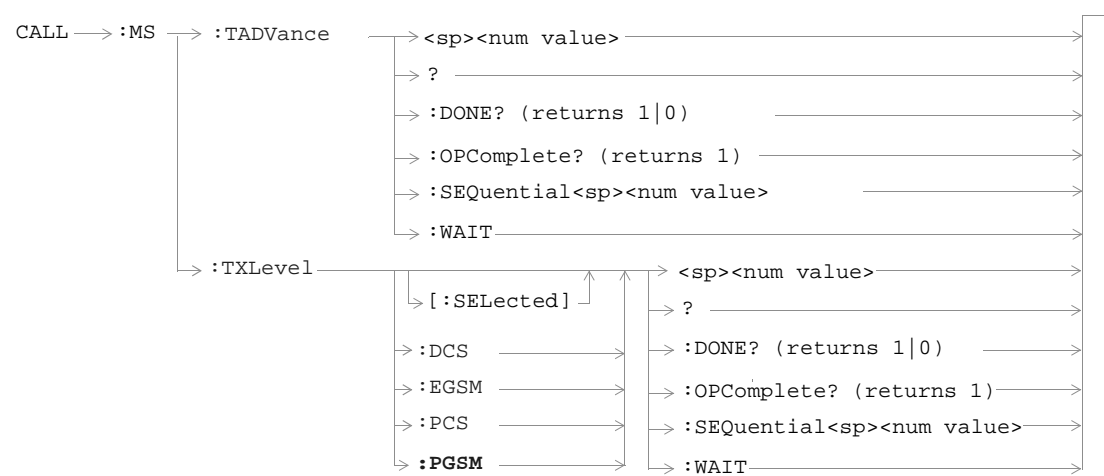 CALL :MS :TADVance <sp><num value>
?
:DONE? (returns 1|0)
:OPComplete? (returns 1)
:SEQuential<sp><num value>
:WAIT
:TXLevel <sp><num value>
[:SELected] ?
:DCS :DONE? (returns 1|0)
:EGSM :OPComplete? (returns 1)
:PCS :SEQuential<sp><num value>
:PGSM :WAIT